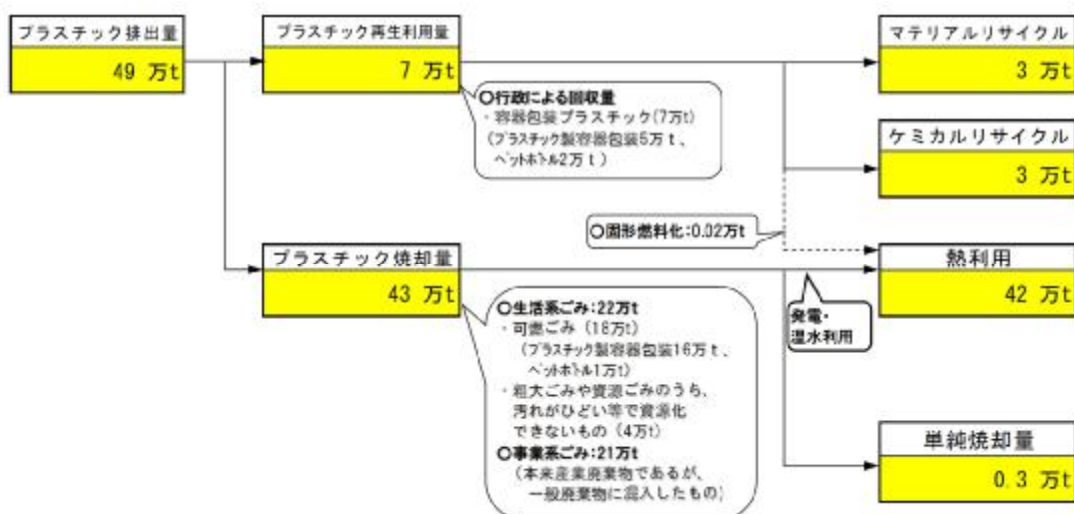 プラスチック排出量
49 万t
プラスチック再生利用量
7 万t
〇行政による回収量
・容器包装プラスチック(7万t)
(プラスチック製容器包装5万t、
ペットボトル2万t)
マテリアルリサイクル
3 万t
ケミカルリサイクル
3 万t
〇固形燃料化:0.02万t
プラスチック焼却量
43 万t
〇生活系ごみ:22万t
・可燃ごみ (18万t)
(プラスチック製容器包装16万t、
ペットボトル1万t)
・粗大ごみや資源ごみのうち、
汚れがひどい等で資源化
できないもの (4万t)
〇事業系ごみ:21万t
(本来産業廃棄物であるが、
一般廃棄物に混入したもの)
熱利用
42 万t
発電・
温水利用
単純焼却量
0.3 万t